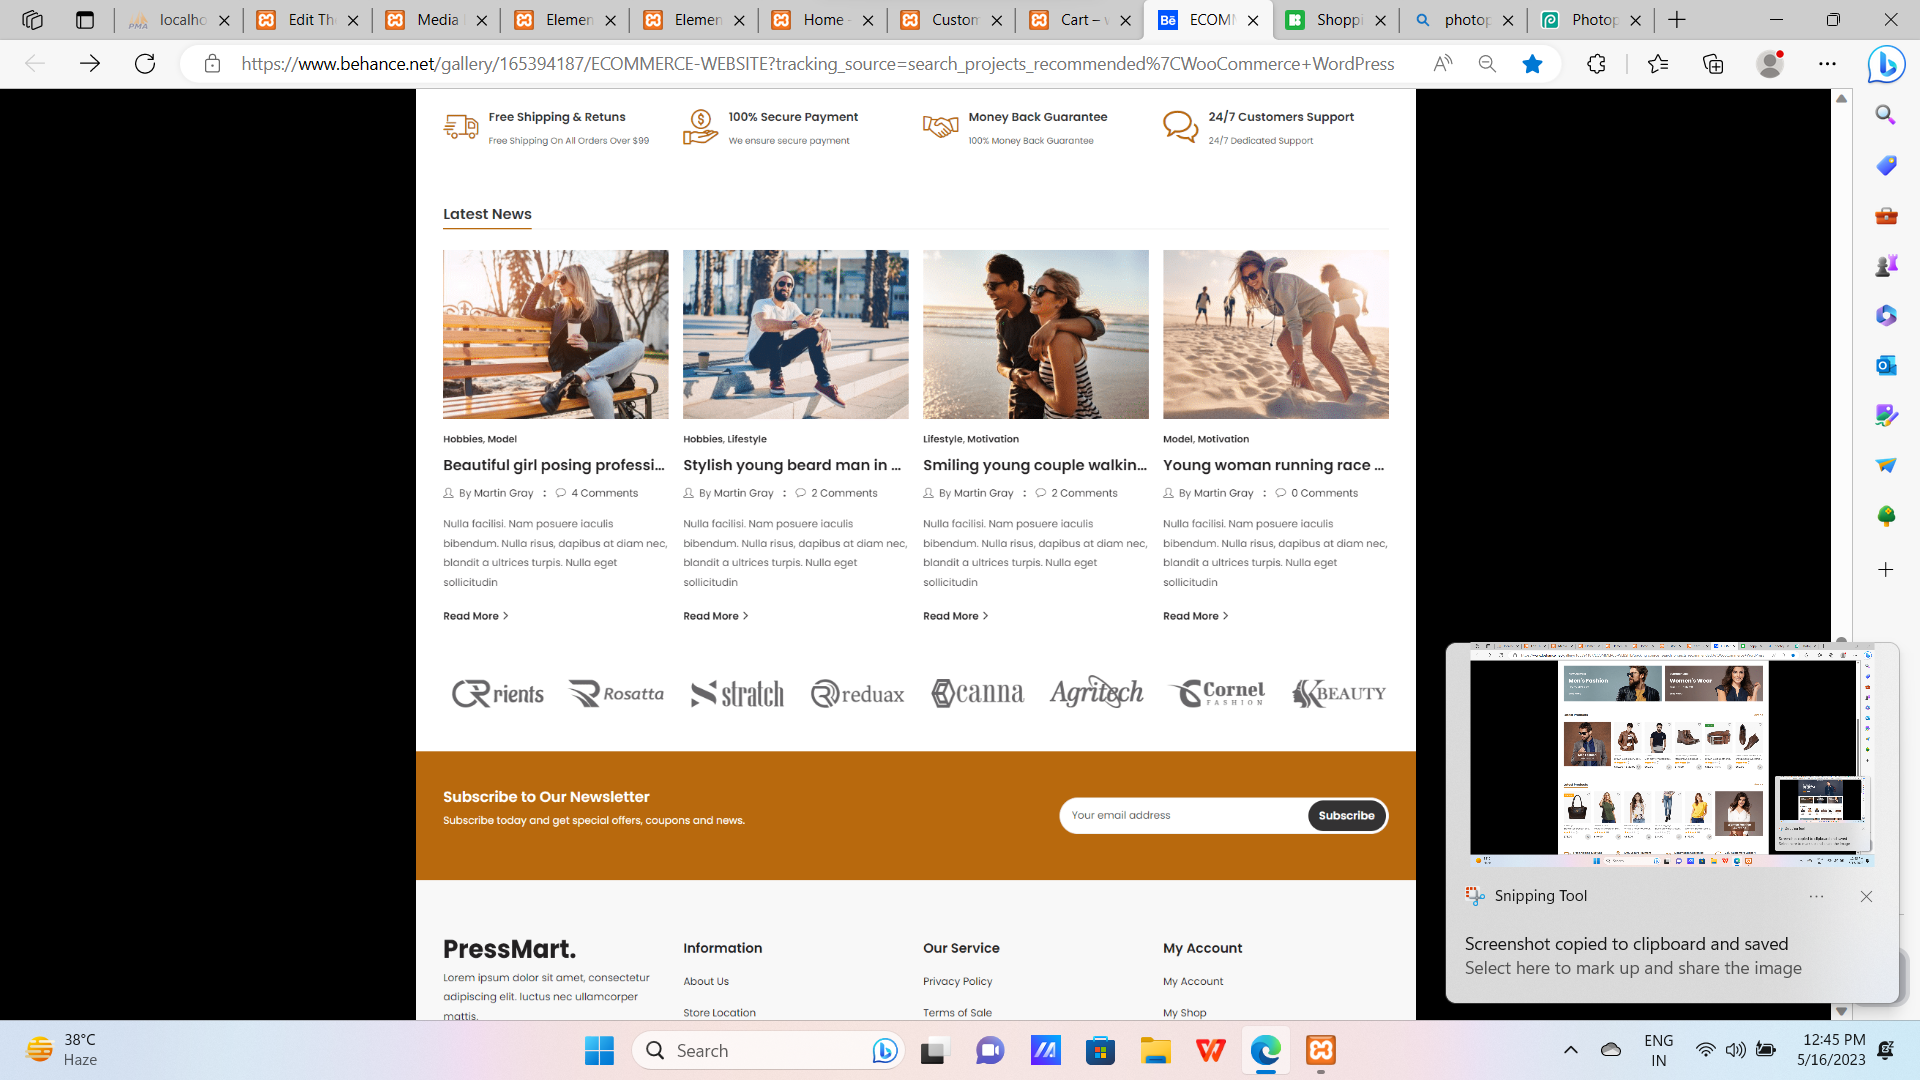 localho
Edit The
Media
Elemen
Elemen
Home
Custom
Cart –
ECOMM
Shoppi
photop
Photop
https://www.behance.net/gallery/165394187/ECOMMERCE-WEBSITE?tracking_source=search_projects_recommended%7CWooCommerce+WordPress
Free Shipping & Retuns
Free Shipping On All Orders Over $99
100% Secure Payment
We ensure secure payment
Money Back Guarantee
100% Money Back Guarantee
24/7 Customers Support
24/7 Dedicated Support
Latest News
Hobbies, Model
Beautiful girl posing professi...
By Martin Gray : 4 Comments
Nulla facilisi. Nam posuere iaculis
bibendum. Nulla risus, dapibus at diam nec,
blandit a ultrices turpis. Nulla eget
sollicitudin
Read More >
Hobbies, Lifestyle
Stylish young beard man in ...
By Martin Gray : 2 Comments
Nulla facilisi. Nam posuere iaculis
bibendum. Nulla risus, dapibus at diam nec,
blandit a ultrices turpis. Nulla eget
sollicitudin
Read More >
Lifestyle, Motivation
Smiling young couple walkin...
By Martin Gray : 2 Comments
Nulla facilisi. Nam posuere iaculis
bibendum. Nulla risus, dapibus at diam nec,
blandit a ultrices turpis. Nulla eget
sollicitudin
Read More >
Model, Motivation
Young woman running race ...
By Martin Gray : 0 Comments
Nulla facilisi. Nam posuere iaculis
bibendum. Nulla risus, dapibus at diam nec,
blandit a ultrices turpis. Nulla eget
sollicitudin
Read More >
Orients
Rosatta
Stratch
reduax
canna
Agritech
Cornel
FASHION
BEAUTY
Subscribe to Our Newsletter
Subscribe today and get special offers, coupons and news.
Your email address
Subscribe
PressMart.
Lorem ipsum dolor sit amet, consectetur
adipiscing elit. luctus nec ullamcorper
mattis.
Information
About Us
Store Location
Our Service
Privacy Policy
Terms of Sale
My Account
My Account
My Shop
Men's Fashion
Women's Wear
Snipping Tool
Screenshot copied to clipboard and saved
Select here to mark up and share the image
38°C
Haze
Search
ENG
IN
12:45 PM
5/16/2023